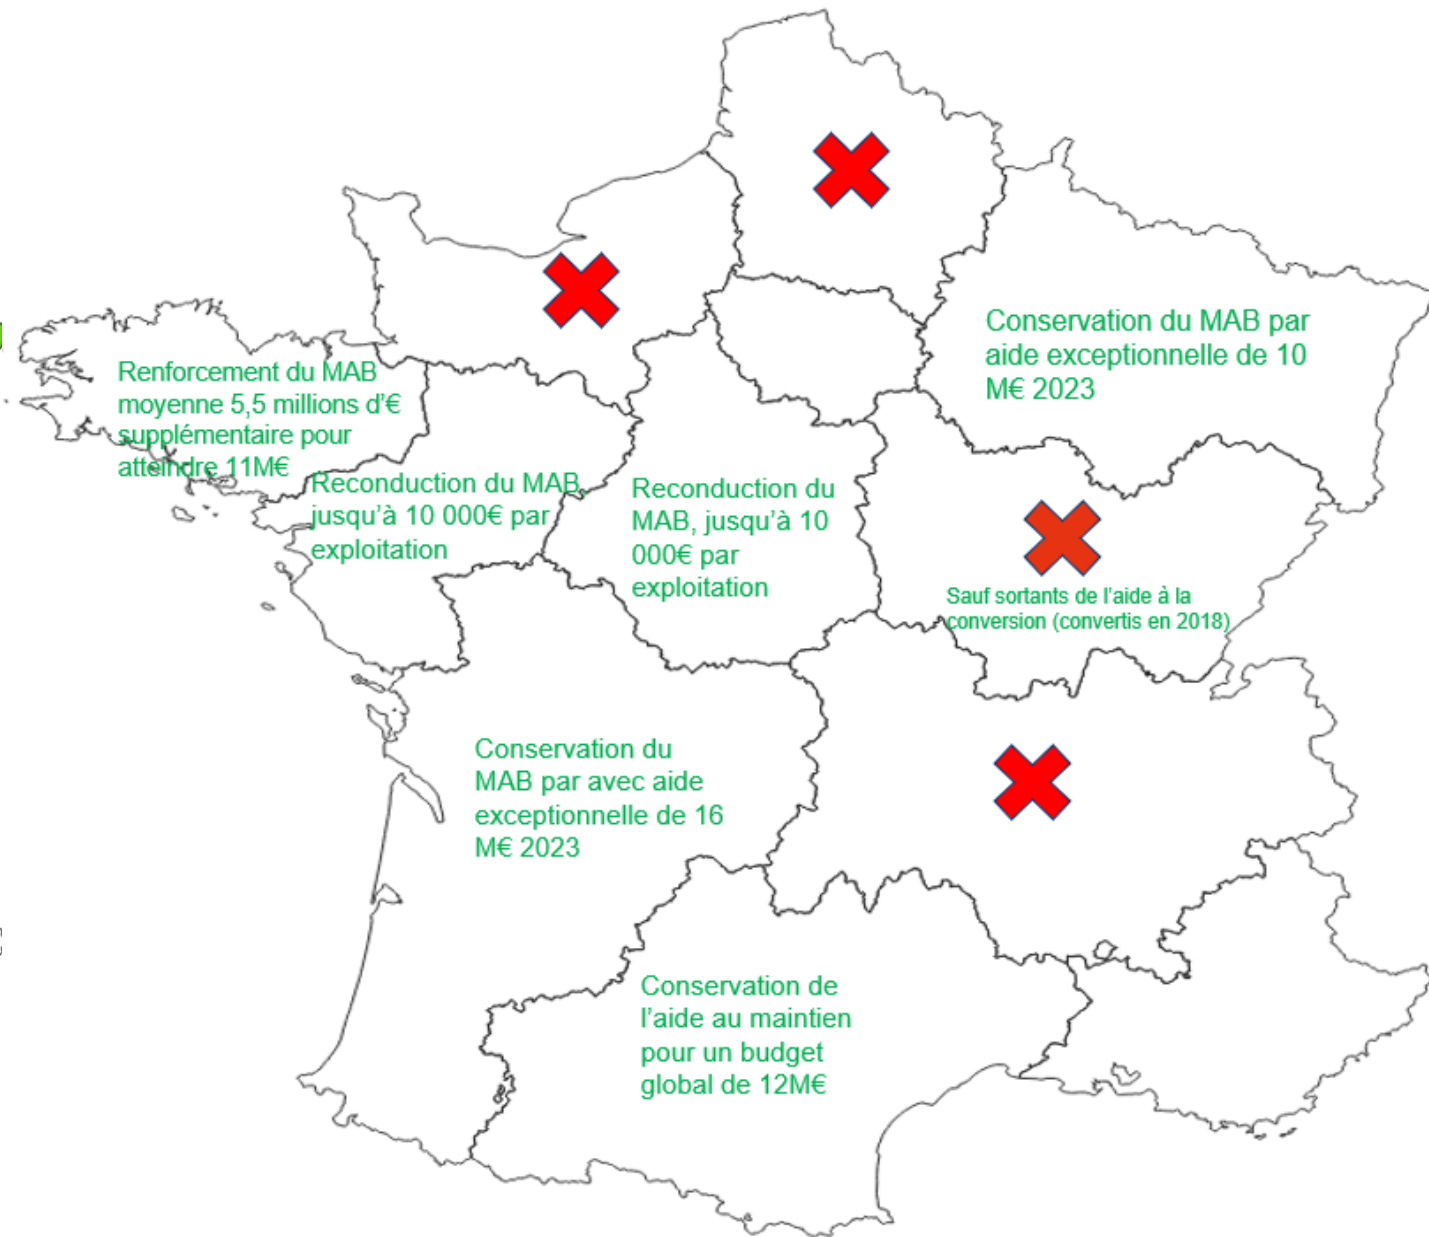 Conservation du MAB par
aide exceptionnelle de 10
M€ 2023
Renforcement du MAB
moyenne 5,5 millions d'€
supplémentaire pour
atteindre 11M€
Reconduction du MAB
jusqu'à 10 000€ par
exploitation
Reconduction du
MAB, jusqu'à 10
000€ par
exploitation
Sauf sortants de l'aide à la
conversion (convertis en 2018)
Conservation du
MAB par avec aide
exceptionnelle de 16
M€ 2023
Conservation de
l'aide au maintien
pour un budget
global de 12M€